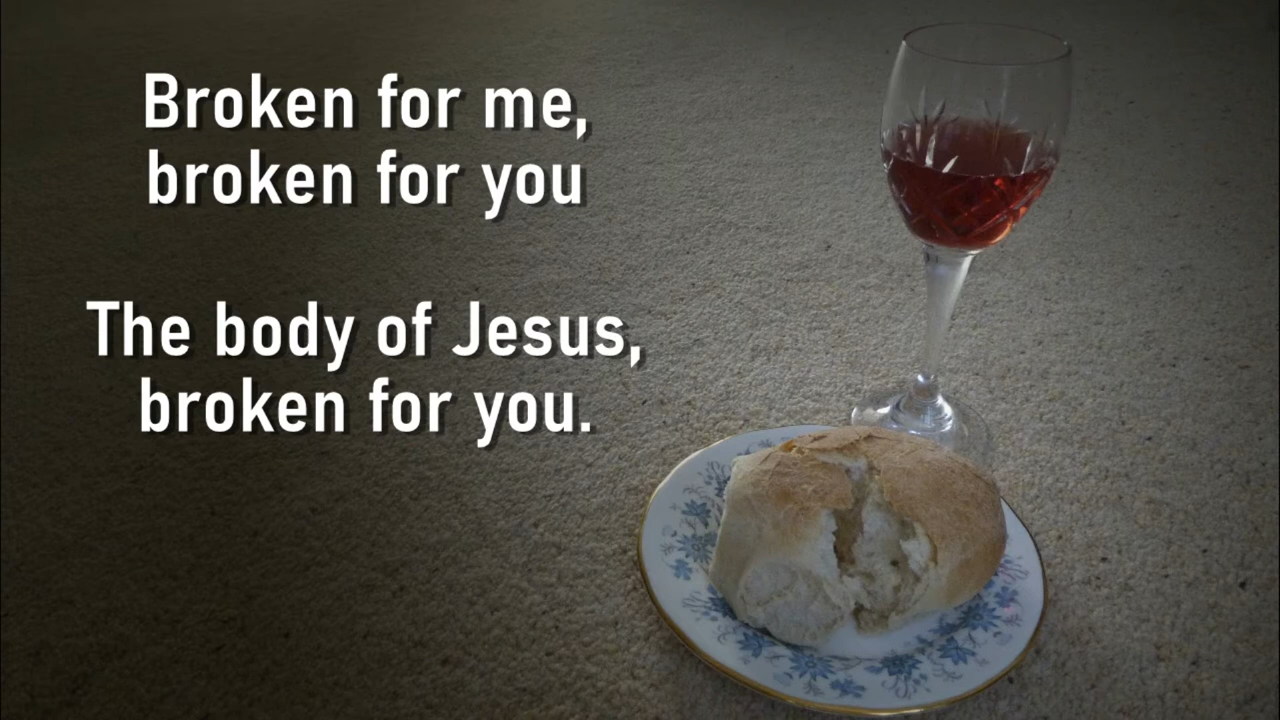 Broken for me,
broken for you
The body of Jesus,
broken for you.